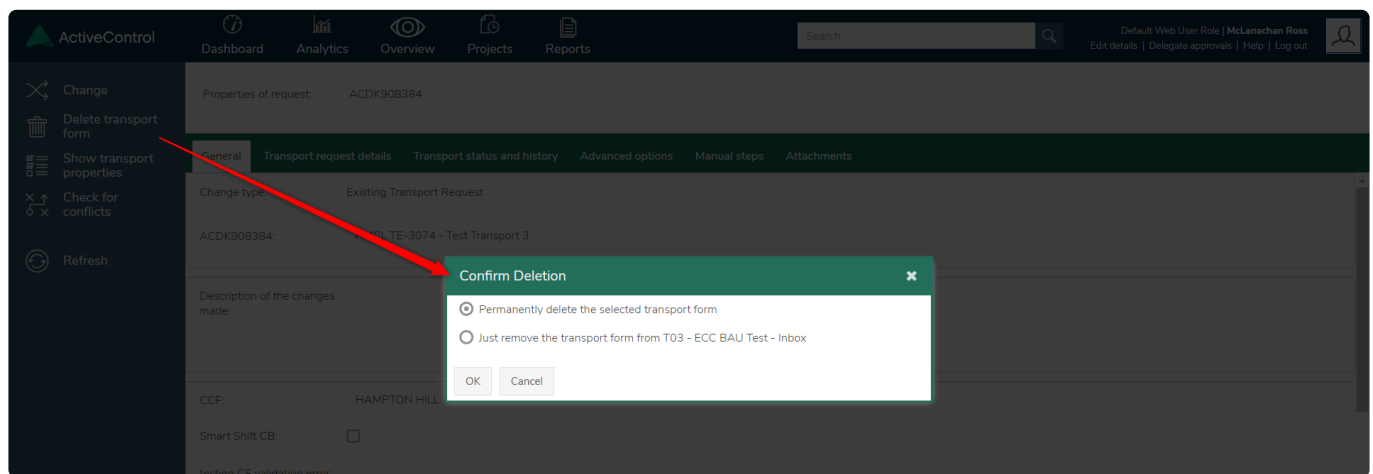 ActiveControl
Dashboard
Analytics
Overview
Projects
Reports
Search
Default Web User Role | McLanachan Ross
Edit details | Delegate approvals | Help | Log out
Change
Delete transport
form
Show transport
properties
Check for
conflicts
Refresh
Properties of request: ACDK908384
General Transport request details Transport status and history Advanced options Manual steps Attachments
Change type: Existing Transport Request
ACDK908384: TE-3074 - Test Transport 3
Description of the changes
made:
Confirm Deletion
Permanently delete the selected transport form
Just remove the transport form from T03 - ECC BAU Test - Inbox
OK Cancel
CCF: HAMPTON HILL
Smart Shift CB:
testing CF validation error: